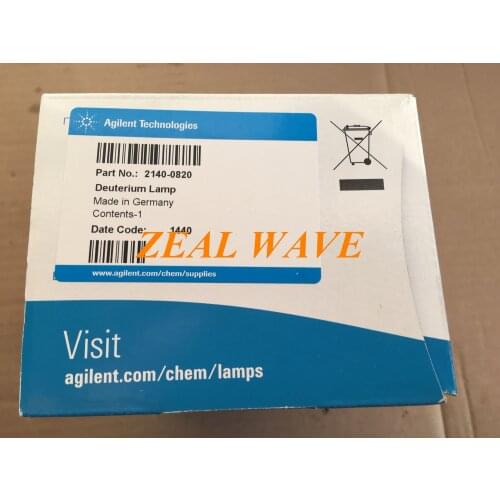 Agilent Technologies
Part No.: 2140-0820
Deuterium Lamp
Made in Germany
Contents-1
Date Code: 1440
ZEAL WAVE
www.agilent.com/chem/supplies
Visit
agilent.com/chem/lamps